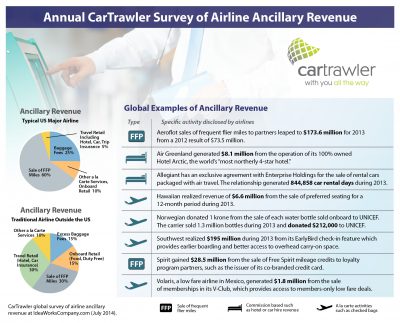 Annual CarTrawler Survey of Airline Ancillary Revenue
cartrawler
with you all the way
Ancillary Revenue
Typical US Major Airline
Travel Retail
Including
Hotel, Car, Trip
Insurance 5%
Baggage
Fees 25%
Sale of FFP
Miles 60%
Other a la
Carte Services,
Onboard
Retail 10%
Ancillary Revenue
Traditional Airline Outside the US
Other a la Carte
Services 10%
Excess Baggage
Fees 15%
Travel Retail
(Hotel, Car
Insurance)
30%
Onboard Retail
(Food, Duty Free)
15%
Sale of FFP
Miles 30%
CarTrawler global survey of airline ancillary
revenue at IdeaWorksCompany.com (July 2014).
Global Examples of Ancillary Revenue
Type Specific activity disclosed by airlines
FFP
Aeroflot sales of frequent flier miles to partners leaped to $173.6 million for 2013
from a 2012 result of $73.5 million.
Air Greenland generated $8.1 million from the operation of its 100% owned
Hotel Arctic, the world's "most northerly 4-star hotel."
Allegiant has an exclusive agreement with Enterprise Holdings for the sale of rental cars
packaged with air travel. The relationship generated 844,858 car rental days during 2013.
Hawaiian realized revenue of $6.6 million from the sale of preferred seating for a
12-month period during 2013.
Norwegian donated 1 krone from the sale of each water bottle sold onboard to UNICEF.
The carrier sold 1.3 million bottles during 2013 and donated $212,000 to UNICEF.
Southwest realized $195 million during 2013 from its EarlyBird check-in feature which
provides earlier boarding and better access to overhead carry-on space.
FFP
Spirit gained $28.5 million from the sale of Free Spirit mileage credits to loyalty
program partners, such as the issuer of its co-branded credit card.
Volaris, a low fare airline in Mexico, generated $1.8 million from the sale
of memberships in its V-Club, which provides access to members-only low fare deals.
FFP
Sale of frequent
flier miles
Commission based such
as hotel or car hire revenue
A la carte activities
such as checked bags